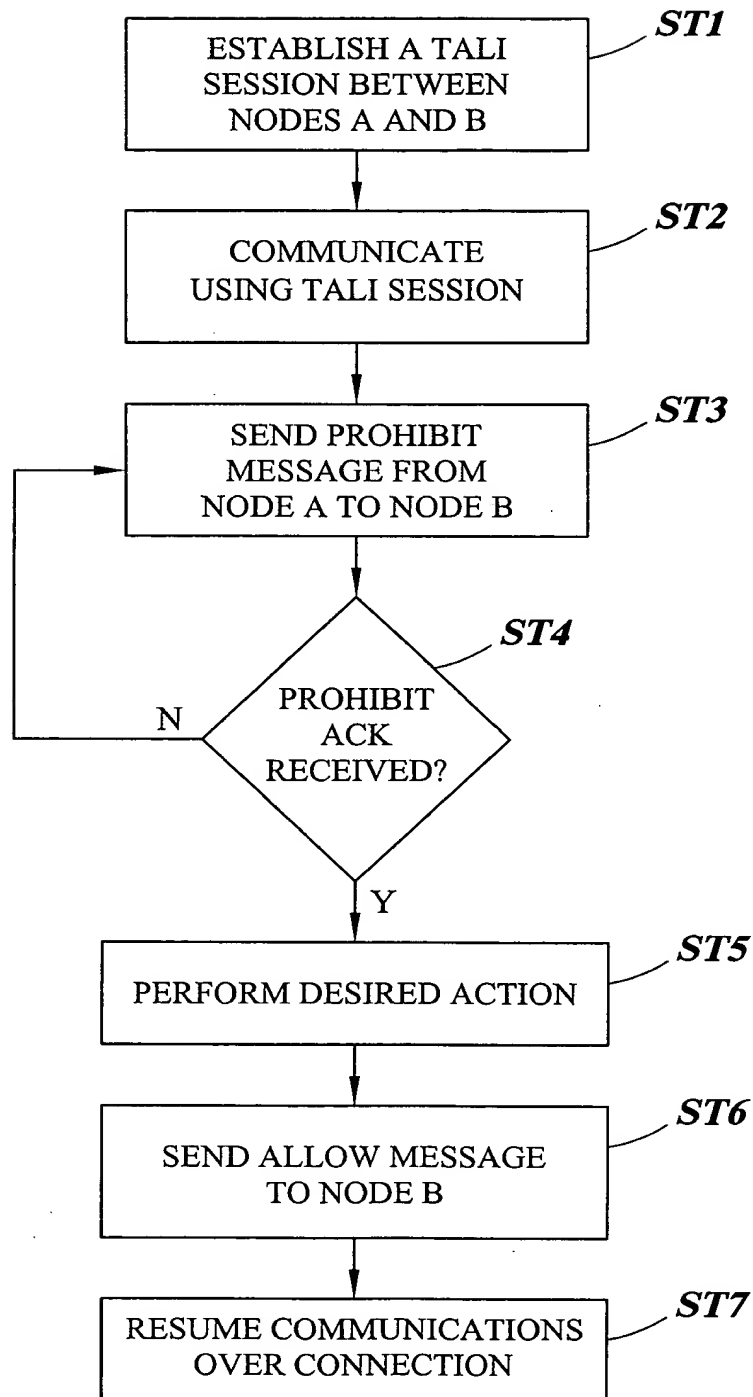 ST1
ESTABLISH A TALI
SESSION BETWEEN
NODES A AND B
ST2
COMMUNICATE
USING TALI SESSION
ST3
SEND PROHIBIT
MESSAGE FROM
NODE A TO NODE B
ST4
PROHIBIT
ACK
RECEIVED?
N
Y
ST5
PERFORM DESIRED ACTION
ST6
SEND ALLOW MESSAGE
TO NODE B
ST7
RESUME COMMUNICATIONS
OVER CONNECTION